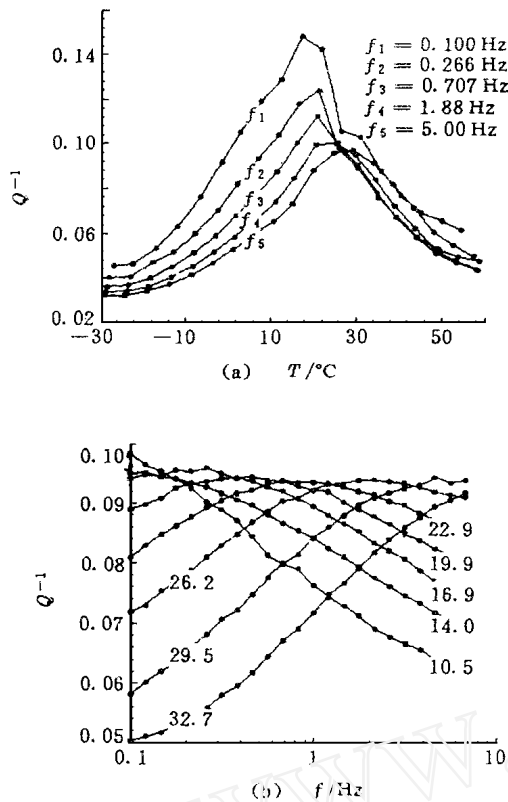 0.14
0.10
0.06
0.02
Q⁻¹
f₁ = 0.100 Hz
f₂ = 0.266 Hz
f₃ = 0.707 Hz
f₄ = 1.88 Hz
f₅ = 5.00 Hz
f₁
f₂
f₃
f₄
f₅
−30 −10 10 30 50
(a) T/°C
0.10
0.09
0.08
0.07
0.06
0.05
Q⁻¹
22.9
19.9
16.9
14.0
10.5
26.2
29.5
32.7
0.1 1 10
(b) f/Hz